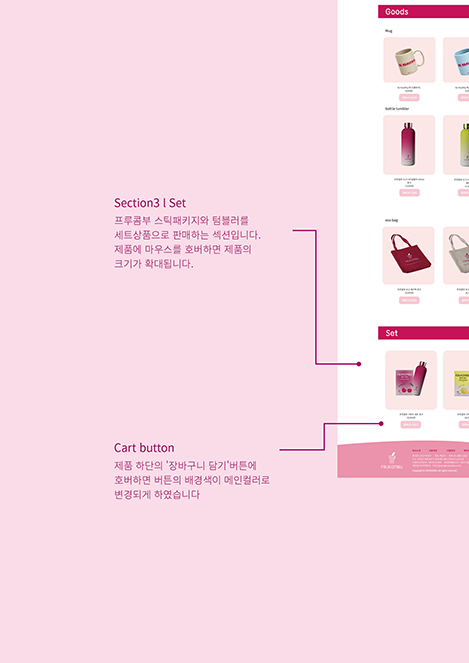 Goods
Mug
Bottle tumbler
eco bag
Section3 l Set
프루콤부 스틱패키지와 텀블러를
세트상품으로 판매하는 섹션입니다.
제품에 마우스를 호버하면 제품의
크기가 확대됩니다.
Set
Cart button
제품 하단의 '장바구니 담기'버튼에
호버하면 버튼의 배경색이 메인컬러로
변경되게 하였습니다